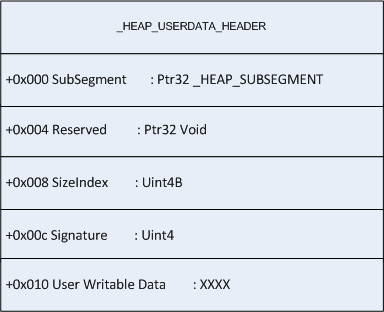 _HEAP_USERDATA_HEADER
+0x000 SubSegment : Ptr32 _HEAP_SUBSEGMENT
+0x004 Reserved : Ptr32 Void
+0x008 SizeIndex : Uint4B
+0x00c Signature : Uint4
+0x010 User Writable Data : XXXX